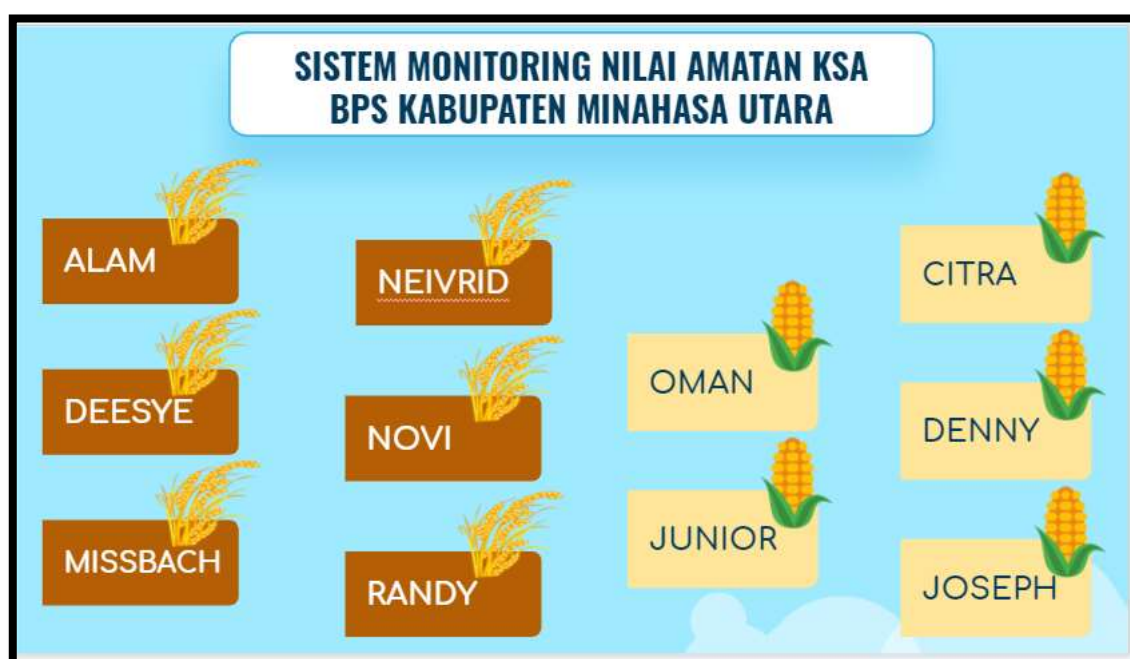 SISTEM MONITORING NILAI AMATAN KSA
BPS KABUPATEN MINAHASA UTARA
ALAM
DEESYE
MISSBACH
NEIVRID
NOVI
RANDY
OMAN
JUNIOR
CITRA
DENNY
JOSEPH